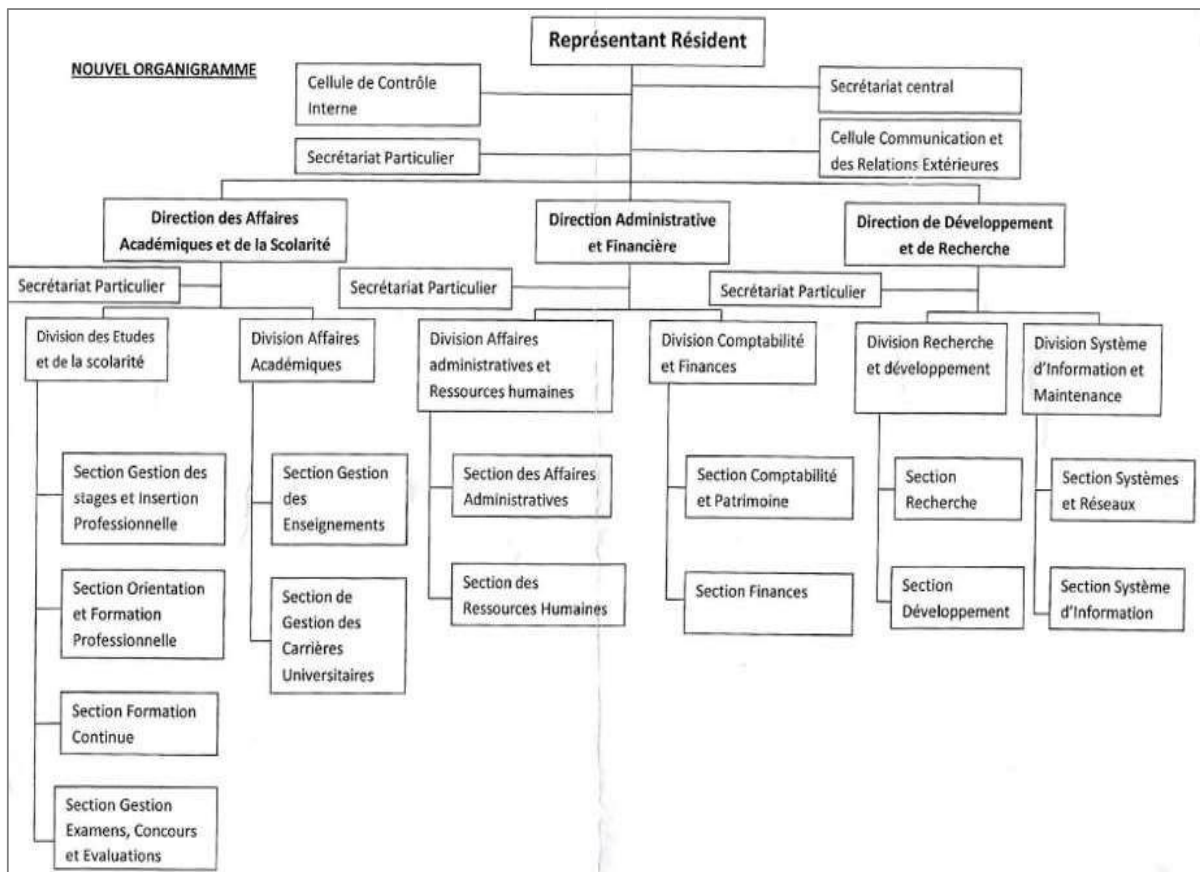 Représentant Résident
NOUVEL ORGANIGRAMME
Cellule de Contrôle
Interne
Secrétariat central
Secrétariat Particulier
Cellule Communication et
des Relations Extérieures
Direction des Affaires
Académiques et de la Scolarité
Direction Administrative
et Financière
Direction de Développement
et de Recherche
Secrétariat Particulier
Secrétariat Particulier
Secrétariat Particulier
Division des Etudes
et de la scolarité
Division Affaires
Académiques
Division Affaires
administratives et
Ressources humaines
Division Comptabilité
et Finances
Division Recherche
et développement
Division Système
d'Information et
Maintenance
Section Gestion des
stages et Insertion
Professionnelle
Section Gestion
des
Enseignements
Section des Affaires
Administratives
Section Comptabilité
et Patrimoine
Section
Recherche
Section Systèmes
et Réseaux
Section Orientation
et Formation
Professionnelle
Section de
Gestion des
Carrières
Universitaires
Section des
Ressources Humaines
Section Finances
Section
Développement
Section Système
d'Information
Section Formation
Continue
Section Gestion
Examens, Concours
et Evaluations